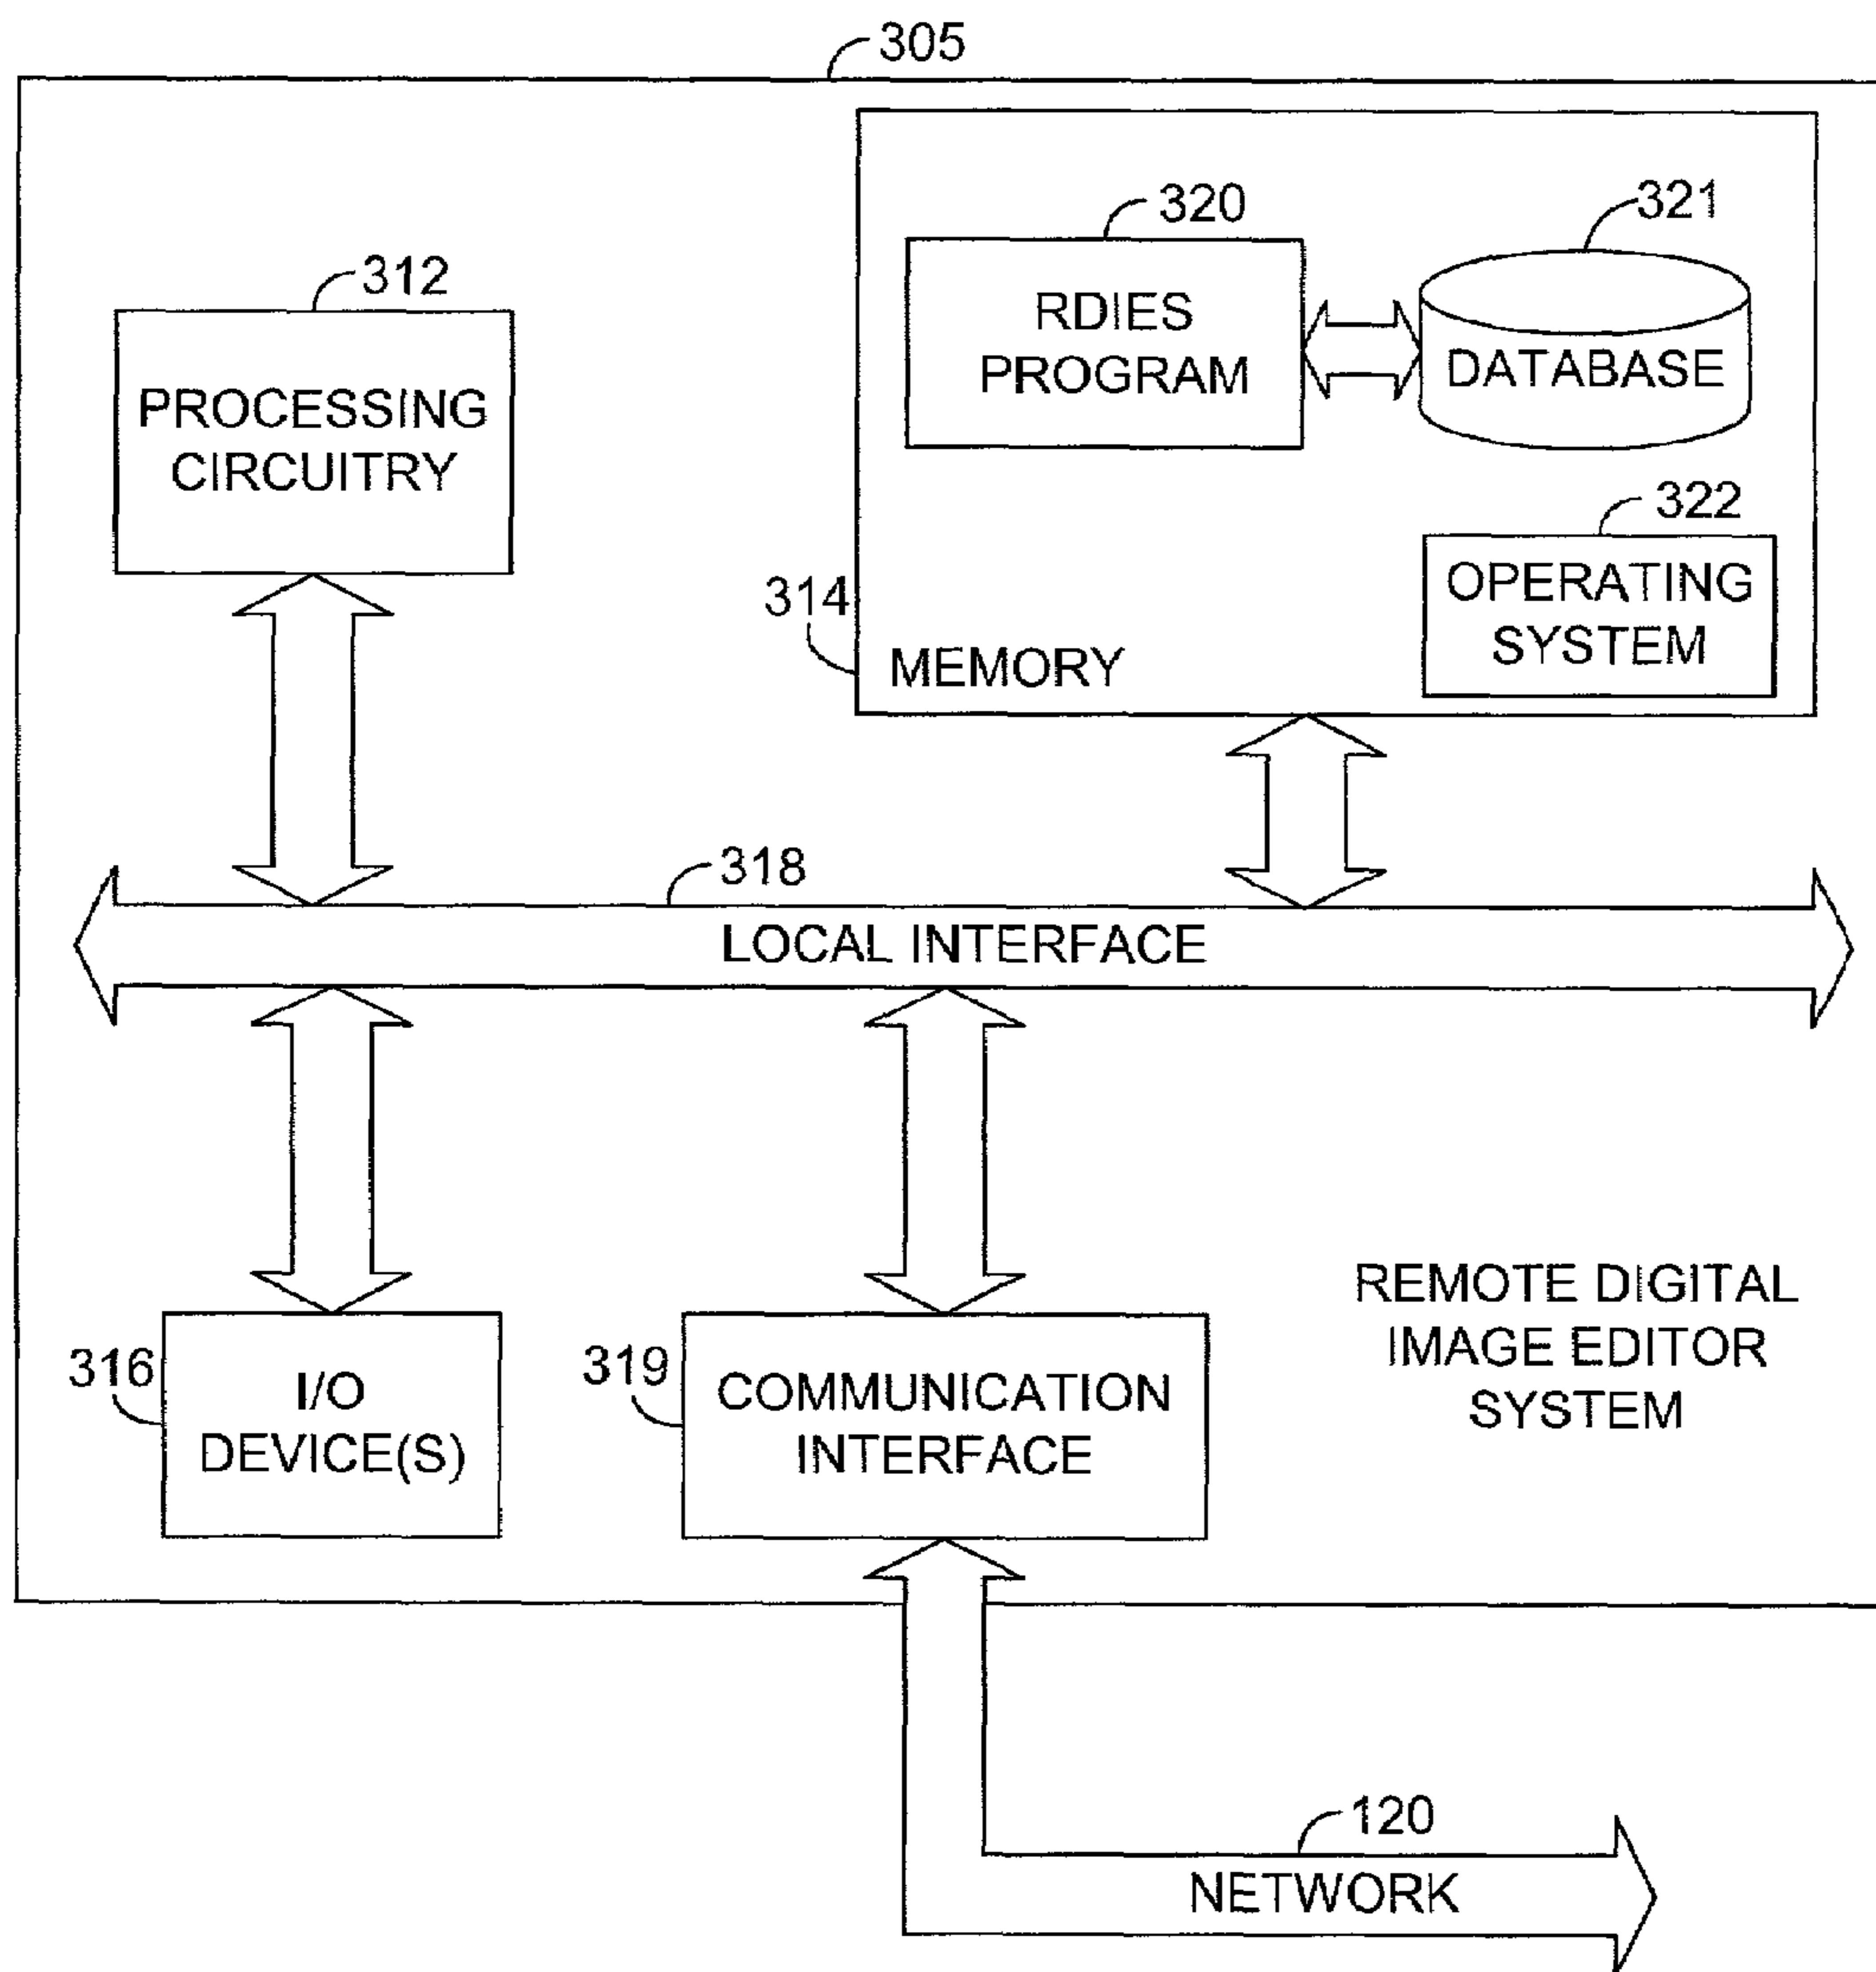 305
320
321
312
RDIES
PROGRAM
DATABASE
PROCESSING
CIRCUITRY
322
OPERATING
SYSTEM
314
MEMORY
318
LOCAL INTERFACE
REMOTE DIGITAL
IMAGE EDITOR
SYSTEM
316
I/O
DEVICE(S)
319
COMMUNICATION
INTERFACE
120
NETWORK